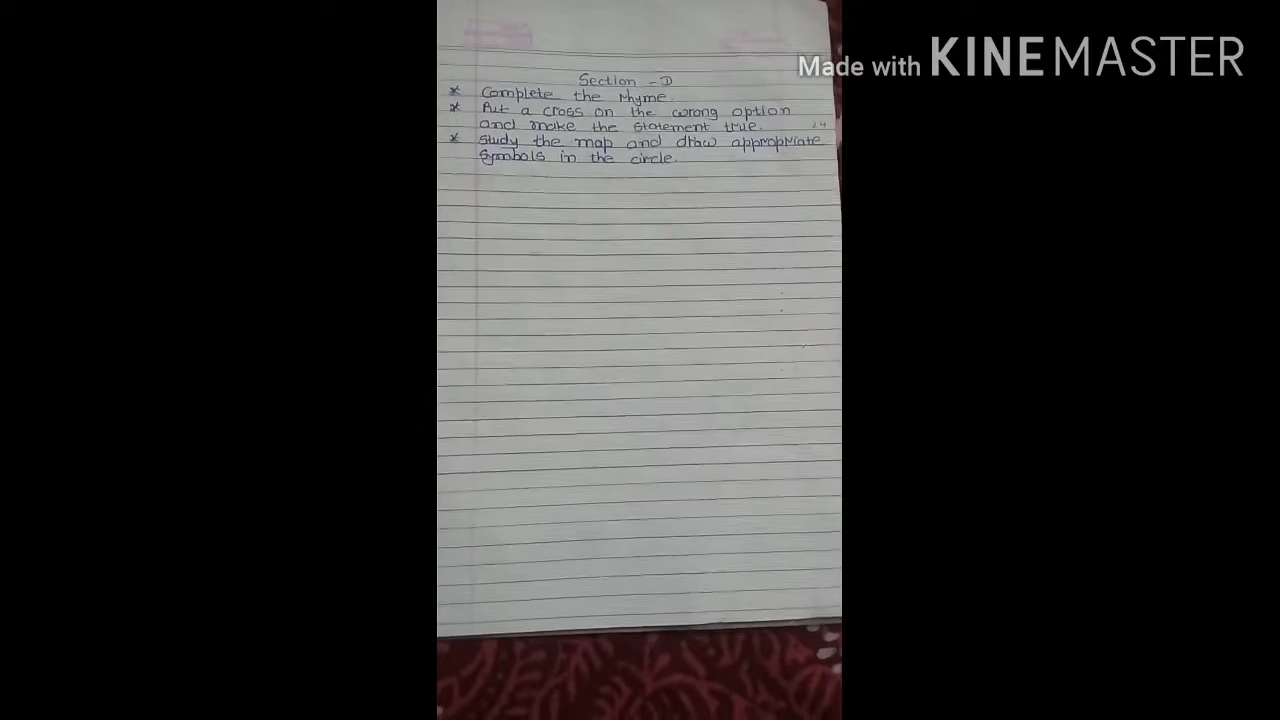 Made with KINEMASTER
Section - D
* Complete the rhyme.
* Put a cross on the wrong option
and make the statement true. 24
* Study the map and draw appropriate
symbols in the circle.